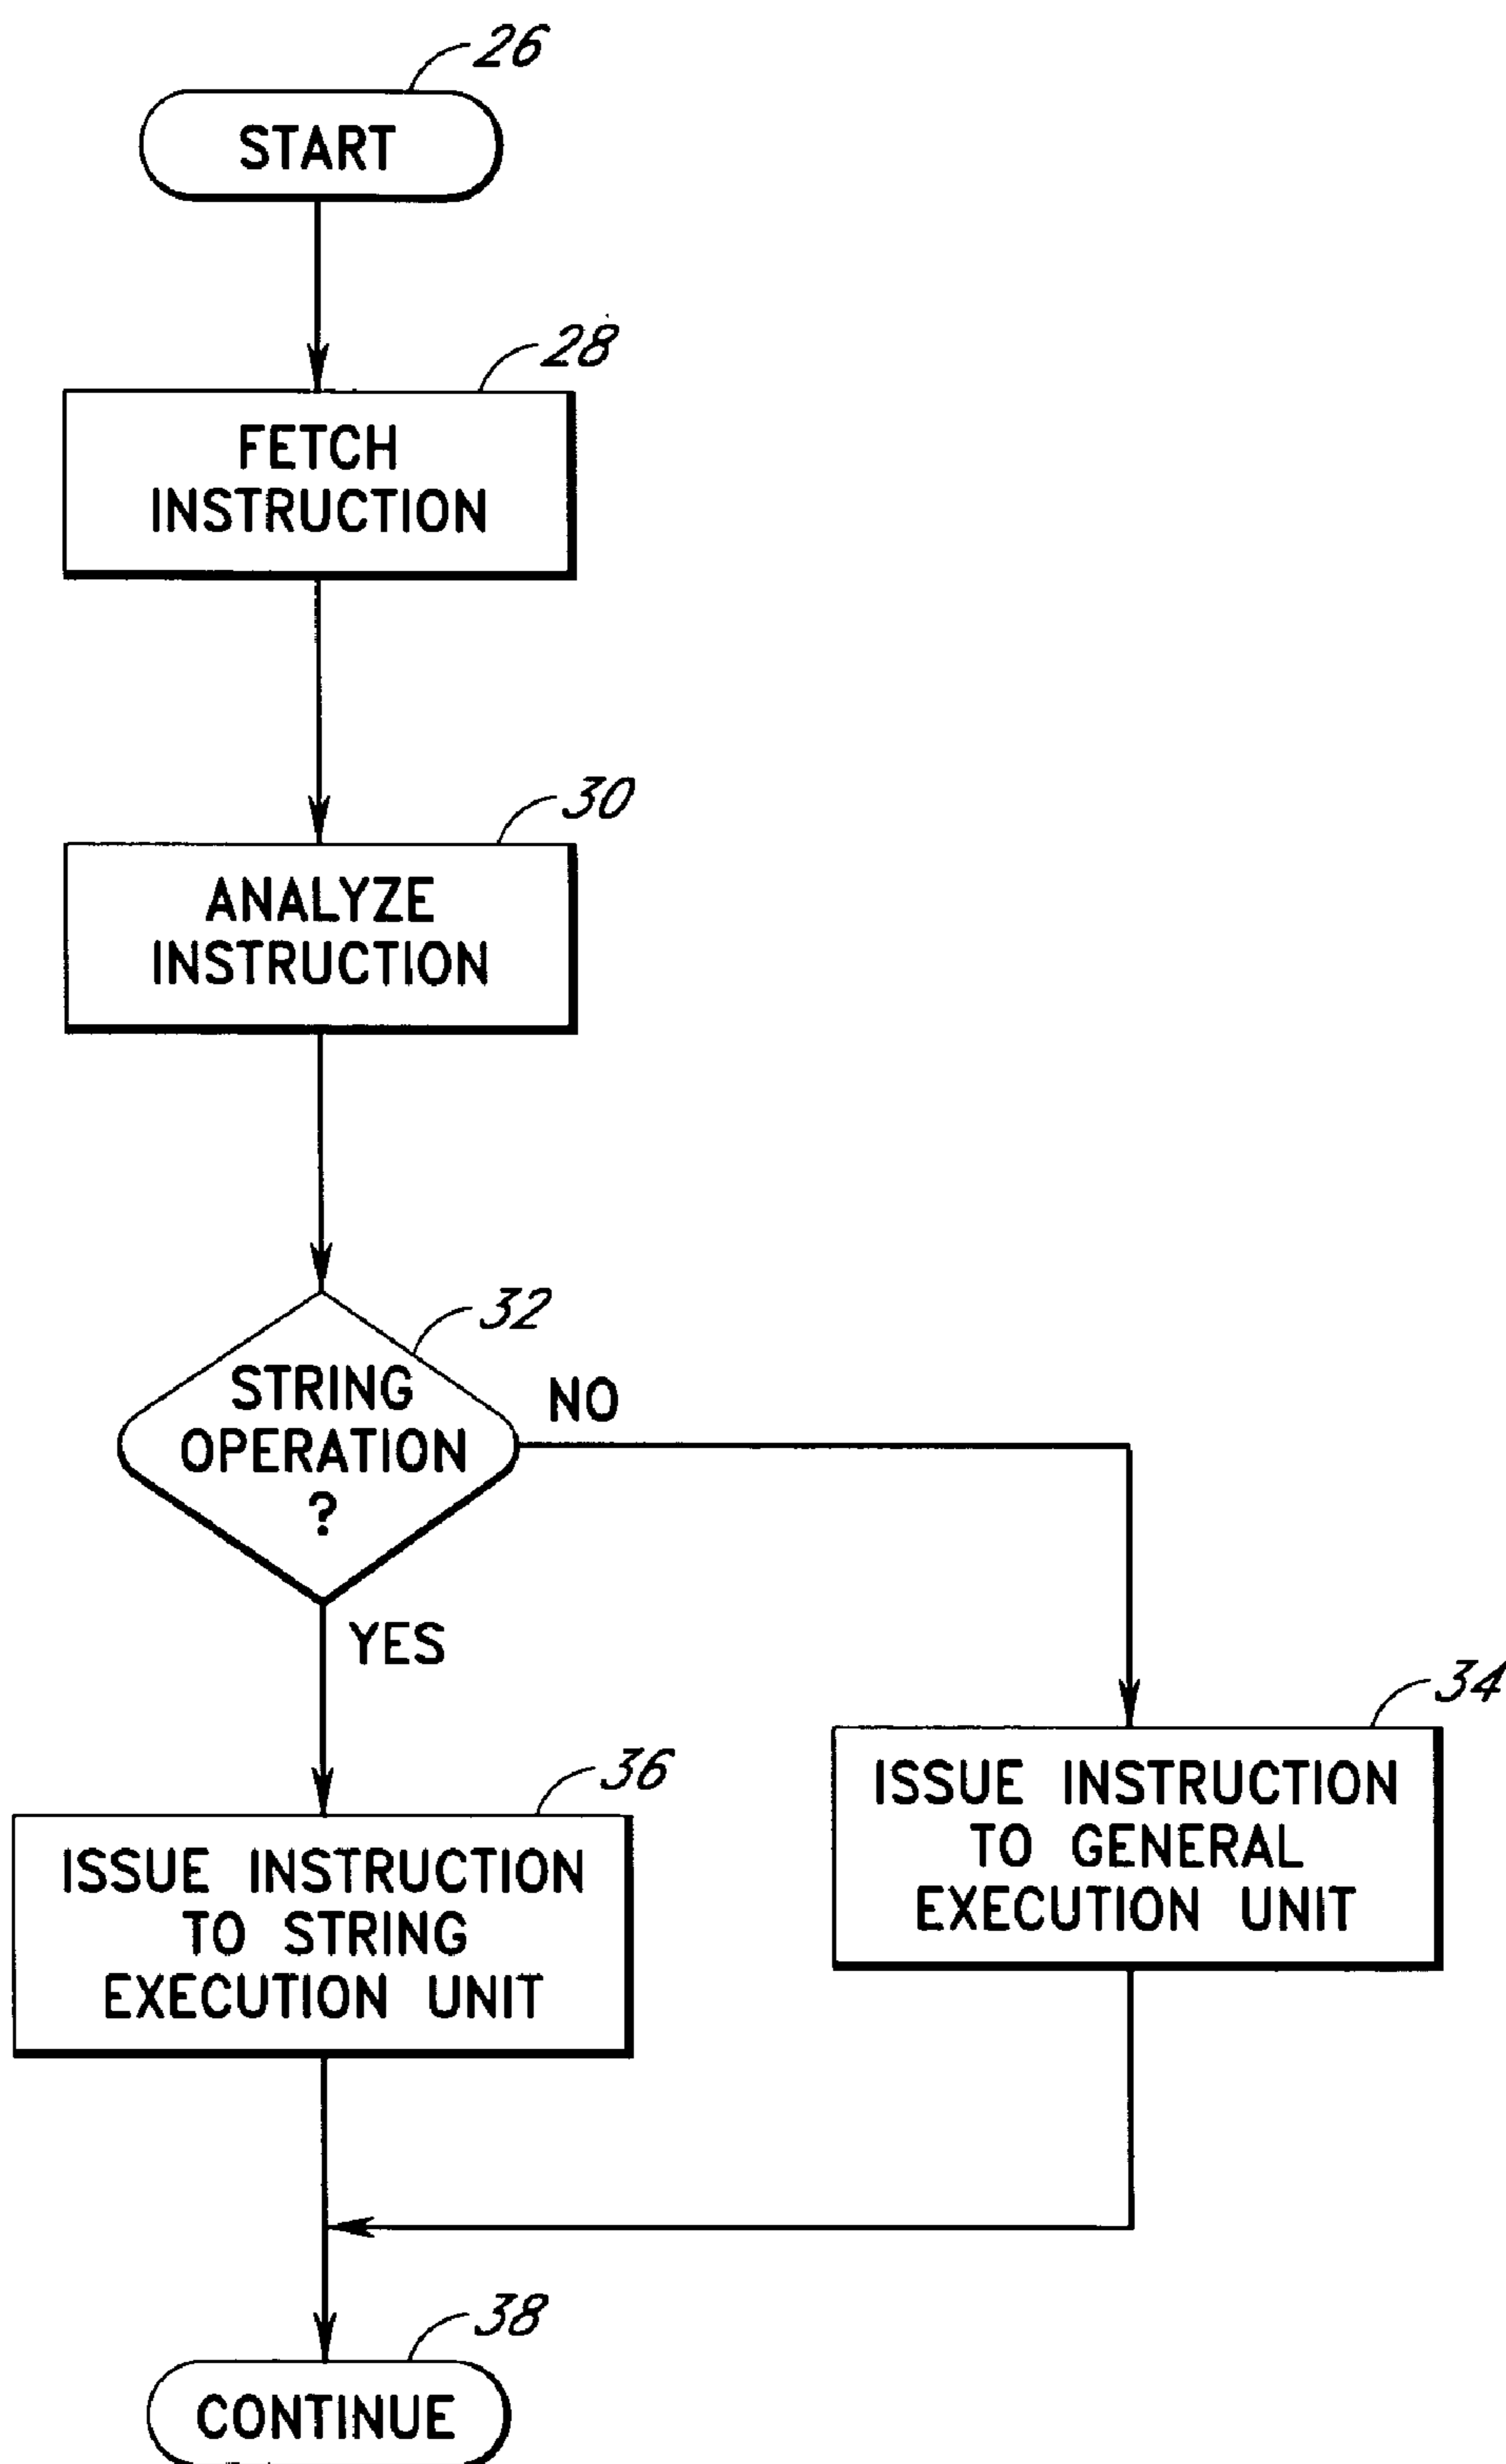 26
START
28
FETCH
INSTRUCTION
30
ANALYZE
INSTRUCTION
32
STRING
OPERATION
?
NO
YES
34
ISSUE INSTRUCTION
TO GENERAL
EXECUTION UNIT
36
ISSUE INSTRUCTION
TO STRING
EXECUTION UNIT
38
CONTINUE